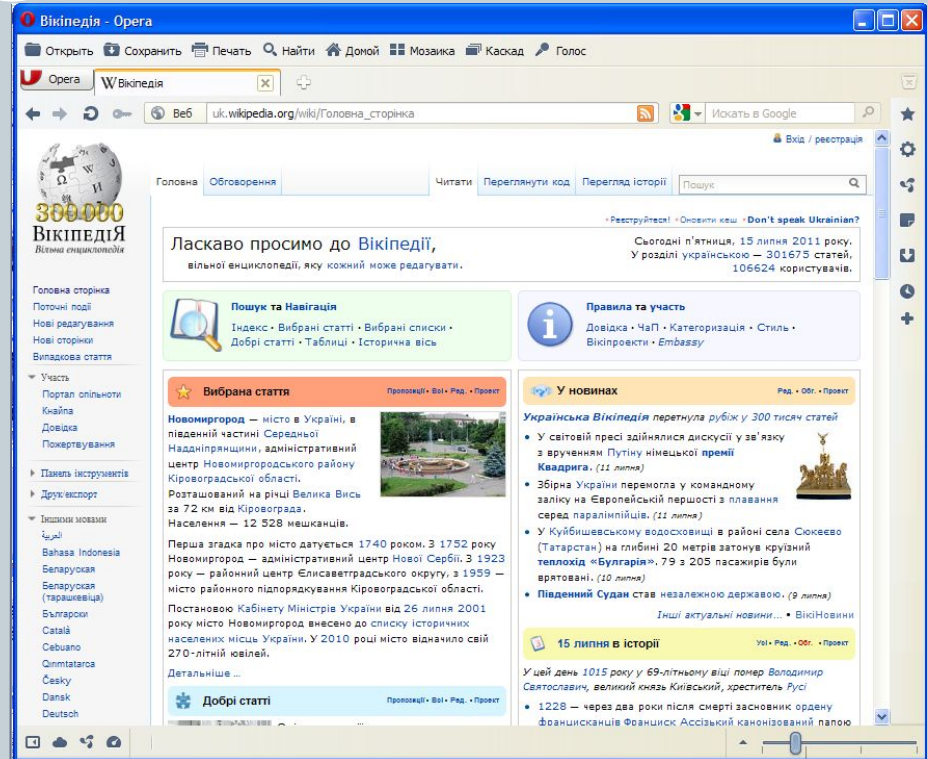 Вікіпедія - Opera
Открыть Сохранить Печать Найти Домой Мозаика Каскад Голос
Opera
Вікіпедія
Веб uk.wikipedia.org/wiki/Головна_сторінка Искать в Google
Вхід / реєстрація
Головна Обговорення Читати Переглянути код Перегляд історії Пошук
300.000
ВІКІПЕДІЯ
Вільна енциклопедія
Головна сторінка
Поточні події
Нові редагування
Нові сторінки
Випадкова стаття
Участь
Портал спільноти
Кнайпа
Довідка
Пожертвування
Панель інструментів
Друк/експорт
Іншими мовами
العربية
Bahasa Indonesia
Беларуская
Беларуская
(тарашкевіца)
Български
Català
Cebuano
Qırımtatarca
Česky
Dansk
Deutsch
• Реєструйтеся! • Оновити кеш • Don't speak Ukrainian?
Ласкаво просимо до Вікіпедії,
вільної енциклопедії, яку кожний може редагувати.
Сьогодні п'ятниця, 15 липня 2011 року.
У розділі українською — 301675 статей,
106624 користувачів.
Пошук та Навігація
Індекс • Вибрані статті • Вибрані списки •
Добрі статті • Таблиці • Історична вісь
Правила та участь
Довідка • ЧаП • Категоризація • Стиль •
Вікіпроекти • Embassy
Вибрана стаття Пропозиції • Обг • Ред. • Проект
Новомиргород — місто в Україні, в
південній частині Середньої
Наддніпрянщини, адміністративний
центр Новомиргородського району
Кіровоградської області.
Розташований на річці Велика Вись
за 72 км від Кіровограда.
Населення — 12 528 мешканців.
Перша згадка про місто датується 1740 роком. З 1752 року
Новомиргород — адміністративний центр Нової Сербії. З 1923
року — районний центр Єлисаветградського округу, з 1959 —
місто районного підпорядкування Кіровоградської області.
Постановою Кабінету Міністрів України від 26 липня 2001
року місто Новомиргород внесено до списку історичних
населених місць України. У 2010 році місто відзначило свій
270-літній ювілей.
Детальніше ...
Добрі статті Пропозиції • Обг • Ред. • Проект
У новинах Ред. • Обг. • Проект
Українська Вікіпедія перетнула рубіж у 300 тисяч статей
• У світовій пресі здійнялися дискусії у зв'язку
з врученням Путіну німецької премії
Квадрига. (11 липня)
• Збірна України перемогла у командному
заліку на Європейській першості з плавання
серед паралімпійців. (11 липня)
• У Куйбишевському водосховищі в районі села Сюкеєво
(Татарстан) на глибині 20 метрів затонув круїзний
теплохід «Булгарія». 79 з 205 пасажирів були
врятовані. (10 липня)
• Південний Судан став незалежною державою. (9 липня)
Інші актуальні новини... • ВікіНовини
15 липня в історії Усі • Ред. • Обг. • Проект
У цей день 1015 року у 69-літньому віці помер Володимир
Святославич, великий князь Київський, хреститель Русі
• 1228 — через два роки після смерті засновник ордену
францисканців Франциск Ассізький канонізований папою